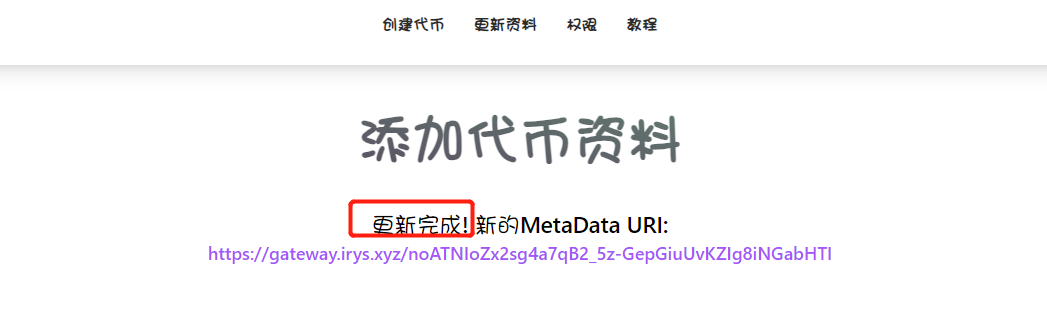 创建代币 更新资料 权限 教程
添加代币资料
更新完成! 新的MetaData URI:
https://gateway.irys.xyz/noATNIoZx2sg4a7qB2_5z-GepGiuUvKZIg8iNGabHTI